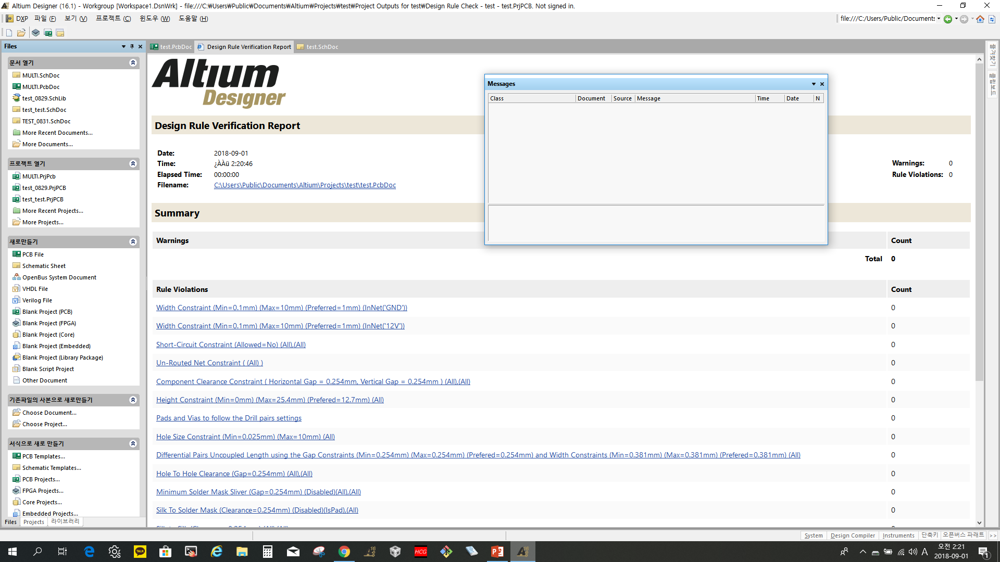 Altium Designer (16.1) - Workgroup [Workspace1.DsnWrk] - file:///C:₩Users₩Public₩Documents₩Altium₩Projects₩test₩Project Outputs for test₩Design Rule Check - test - test.PrjPCB. Not signed in.
DXP 파일 (F) 보기 (V) 프로젝트 (C) 윈도우 (W) 도움말 (H)
file:///C:/Users/Public/Documents
Files
문서 열기
MULTI.SchDoc
MULTI.PcbDoc
test_0829.SchLib
test_test.SchDoc
TEST_0831.SchDoc
More Recent Documents...
More Documents...
프로젝트 열기
MULTI.PrjPcb
test_0829.PrjPCB
test_test.PrjPCB
More Recent Projects...
More Projects...
새로만들기
PCB File
Schematic Sheet
OpenBus System Document
VHDL File
Verilog File
Blank Project (PCB)
Blank Project (FPGA)
Blank Project (Core)
Blank Project (Embedded)
Blank Project (Library Package)
Blank Script Project
Other Document
기존파일의 사본으로 새로만들기
Choose Document...
Choose Project...
서식으로 새로 만들기
PCB Templates...
Schematic Templates...
PCB Projects...
FPGA Projects...
Core Projects...
Embedded Projects...
Files Projects 라이브러리
test.PcbDoc Design Rule Verification Report test.SchDoc
Altium
Designer
Design Rule Verification Report
Date: 2018-09-01
Time: ¿ÀÀü 2:20:46
Elapsed Time: 00:00:00
Filename: C:\Users\Public\Documents\Altium\Projects\test\test.PcbDoc
Warnings: 0
Rule Violations: 0
Messages
Class Document Source Message Time Date N
Summary
Warnings Count
Total 0
Rule Violations Count
Width Constraint (Min=0.1mm) (Max=10mm) (Preferred=1mm) (InNet('GND')) 0
Width Constraint (Min=0.1mm) (Max=10mm) (Preferred=1mm) (InNet('12V')) 0
Short-Circuit Constraint (Allowed=No) (All),(All) 0
Un-Routed Net Constraint ( (All) ) 0
Component Clearance Constraint ( Horizontal Gap = 0.254mm, Vertical Gap = 0.254mm ) (All),(All) 0
Height Constraint (Min=0mm) (Max=25.4mm) (Prefered=12.7mm) (All) 0
Pads and Vias to follow the Drill pairs settings 0
Hole Size Constraint (Min=0.025mm) (Max=10mm) (All) 0
Differential Pairs Uncoupled Length using the Gap Constraints (Min=0.254mm) (Max=0.254mm) (Prefered=0.254mm) and Width Constraints (Min=0.381mm) (Max=0.381mm) (Prefered=0.381mm) (All) 0
Hole To Hole Clearance (Gap=0.254mm) (All),(All) 0
Minimum Solder Mask Sliver (Gap=0.254mm) (Disabled)(All),(All) 0
Silk To Solder Mask (Clearance=0.254mm) (Disabled)(IsPad),(All) 0
즐겨찾기
클립보드
System Design Compiler Instruments 단축키 오픈버스 파래트 >>
TALK
HCG
A
오전 2:21
2018-09-01
1